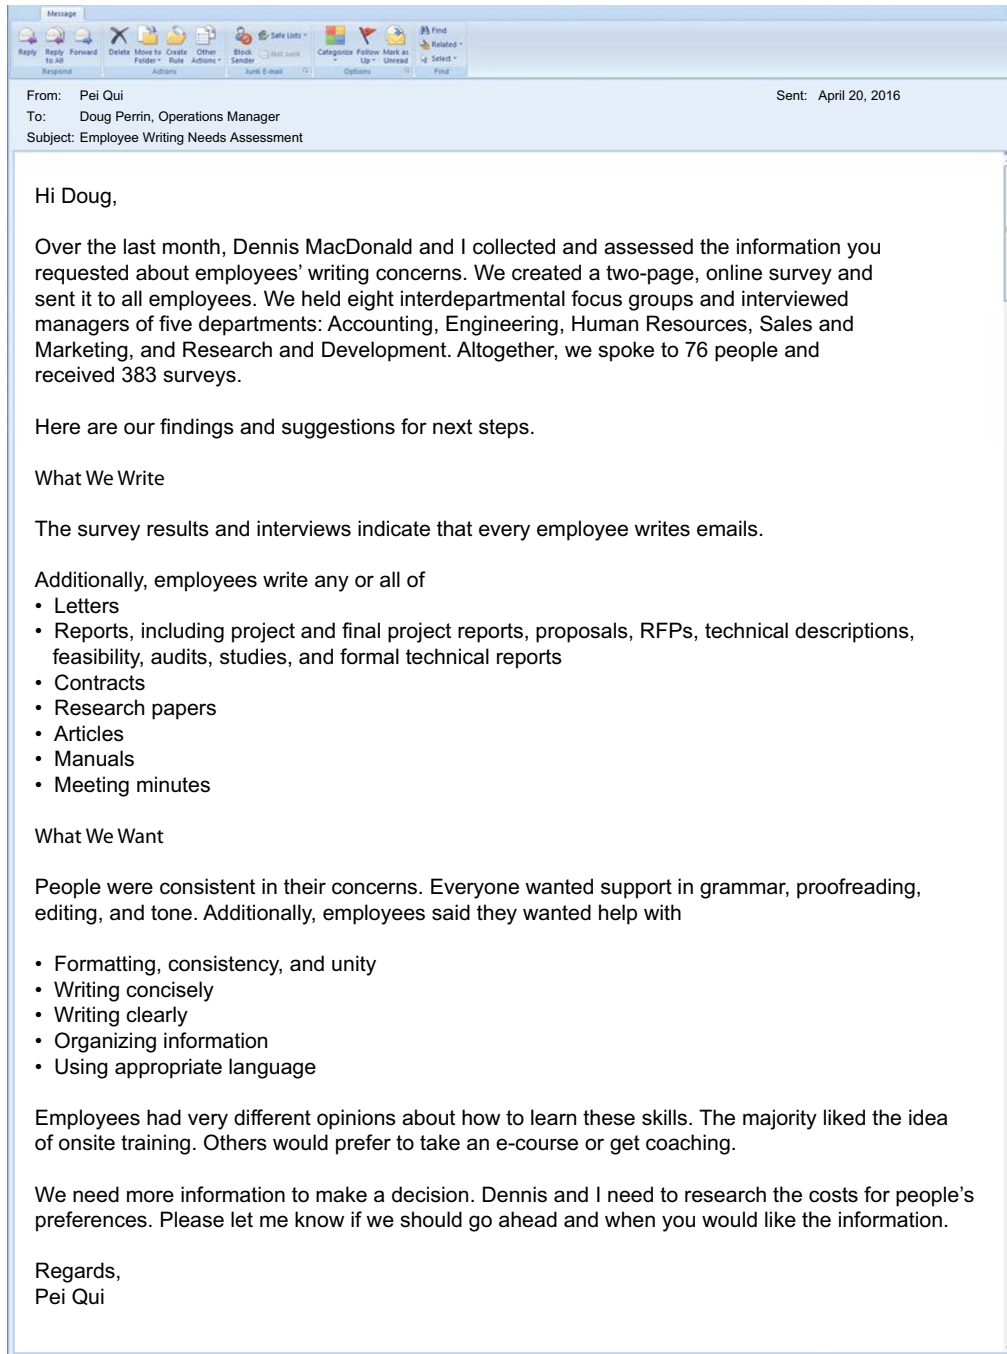 Message
Reply Reply to All Forward Delete Move to Folder Create Rule Other Actions Block Sender Safe Lists Not Junk Categorize Follow Up Mark as Unread Find Related Select
Respond Actions Junk E-mail Options Find
From: Pei Qui Sent: April 20, 2016
To: Doug Perrin, Operations Manager
Subject: Employee Writing Needs Assessment
Hi Doug,
Over the last month, Dennis MacDonald and I collected and assessed the information you
requested about employees’ writing concerns. We created a two-page, online survey and
sent it to all employees. We held eight interdepartmental focus groups and interviewed
managers of five departments: Accounting, Engineering, Human Resources, Sales and
Marketing, and Research and Development. Altogether, we spoke to 76 people and
received 383 surveys.
Here are our findings and suggestions for next steps.
What We Write
The survey results and interviews indicate that every employee writes emails.
Additionally, employees write any or all of
• Letters
• Reports, including project and final project reports, proposals, RFPs, technical descriptions,
feasibility, audits, studies, and formal technical reports
• Contracts
• Research papers
• Articles
• Manuals
• Meeting minutes
What We Want
People were consistent in their concerns. Everyone wanted support in grammar, proofreading,
editing, and tone. Additionally, employees said they wanted help with
• Formatting, consistency, and unity
• Writing concisely
• Writing clearly
• Organizing information
• Using appropriate language
Employees had very different opinions about how to learn these skills. The majority liked the idea
of onsite training. Others would prefer to take an e-course or get coaching.
We need more information to make a decision. Dennis and I need to research the costs for people’s
preferences. Please let me know if we should go ahead and when you would like the information.
Regards,
Pei Qui